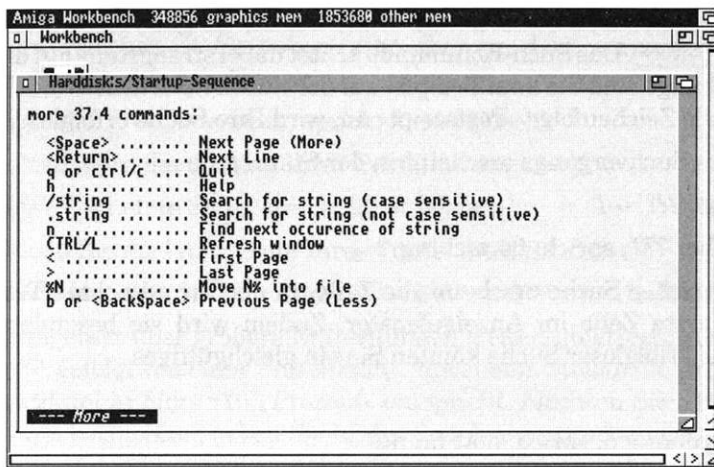 Amiga Workbench 348856 graphics mem 1853680 other mem
Workbench
Harddisk:s/Startup-Sequence
more 37.4 commands:
<Space>........ Next Page (More)
<Return>....... Next Line
q or ctrl/c.... Quit
h.............. Help
/string........ Search for string (case sensitive)
.string........ Search for string (not case sensitive)
n.............. Find next occurence of string
CTRL/L......... Refresh window
<.............. First Page
>.............. Last Page
%N............. Move N% into file
b or <BackSpace> Previous Page (Less)
--- More ---